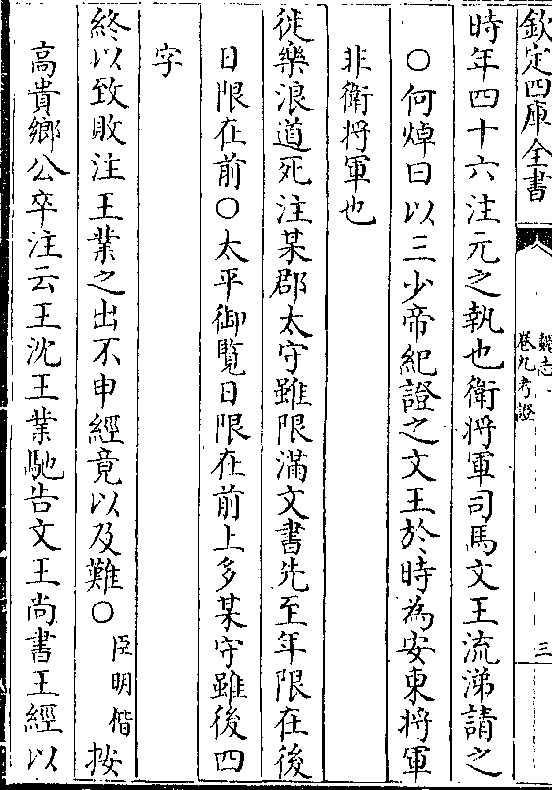 欽定四庫全書
魏志
卷九考證
三
時年四十六注元之執也衛將軍司馬文王流涕請之
○何焯曰以三少帝紀證之文王於時為安東將軍
非衛將軍也
徙樂浪道死注某郡太守雖限滿文書先至年限在後
日限在前○太平御覽日限在前上多某守雖後四
字
終以致敗注王業之出不申經竟以及難○臣明楷按
高貴鄉公卒注云王沈王業馳告文王尚書王經以